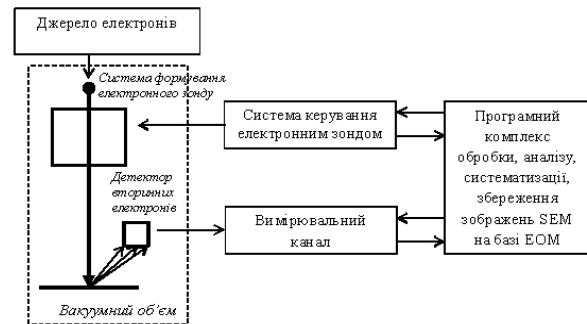 Джерело електронів
Система формування
електронного зонду
Система керування
електронним зондом
Програмний
комплекс
обробки, аналізу,
систематизації,
збереження
зображень SEM
на базі ЕОМ
Детектор
вторинних
електронів
Вимірювальний
канал
Вакуумний об’єм